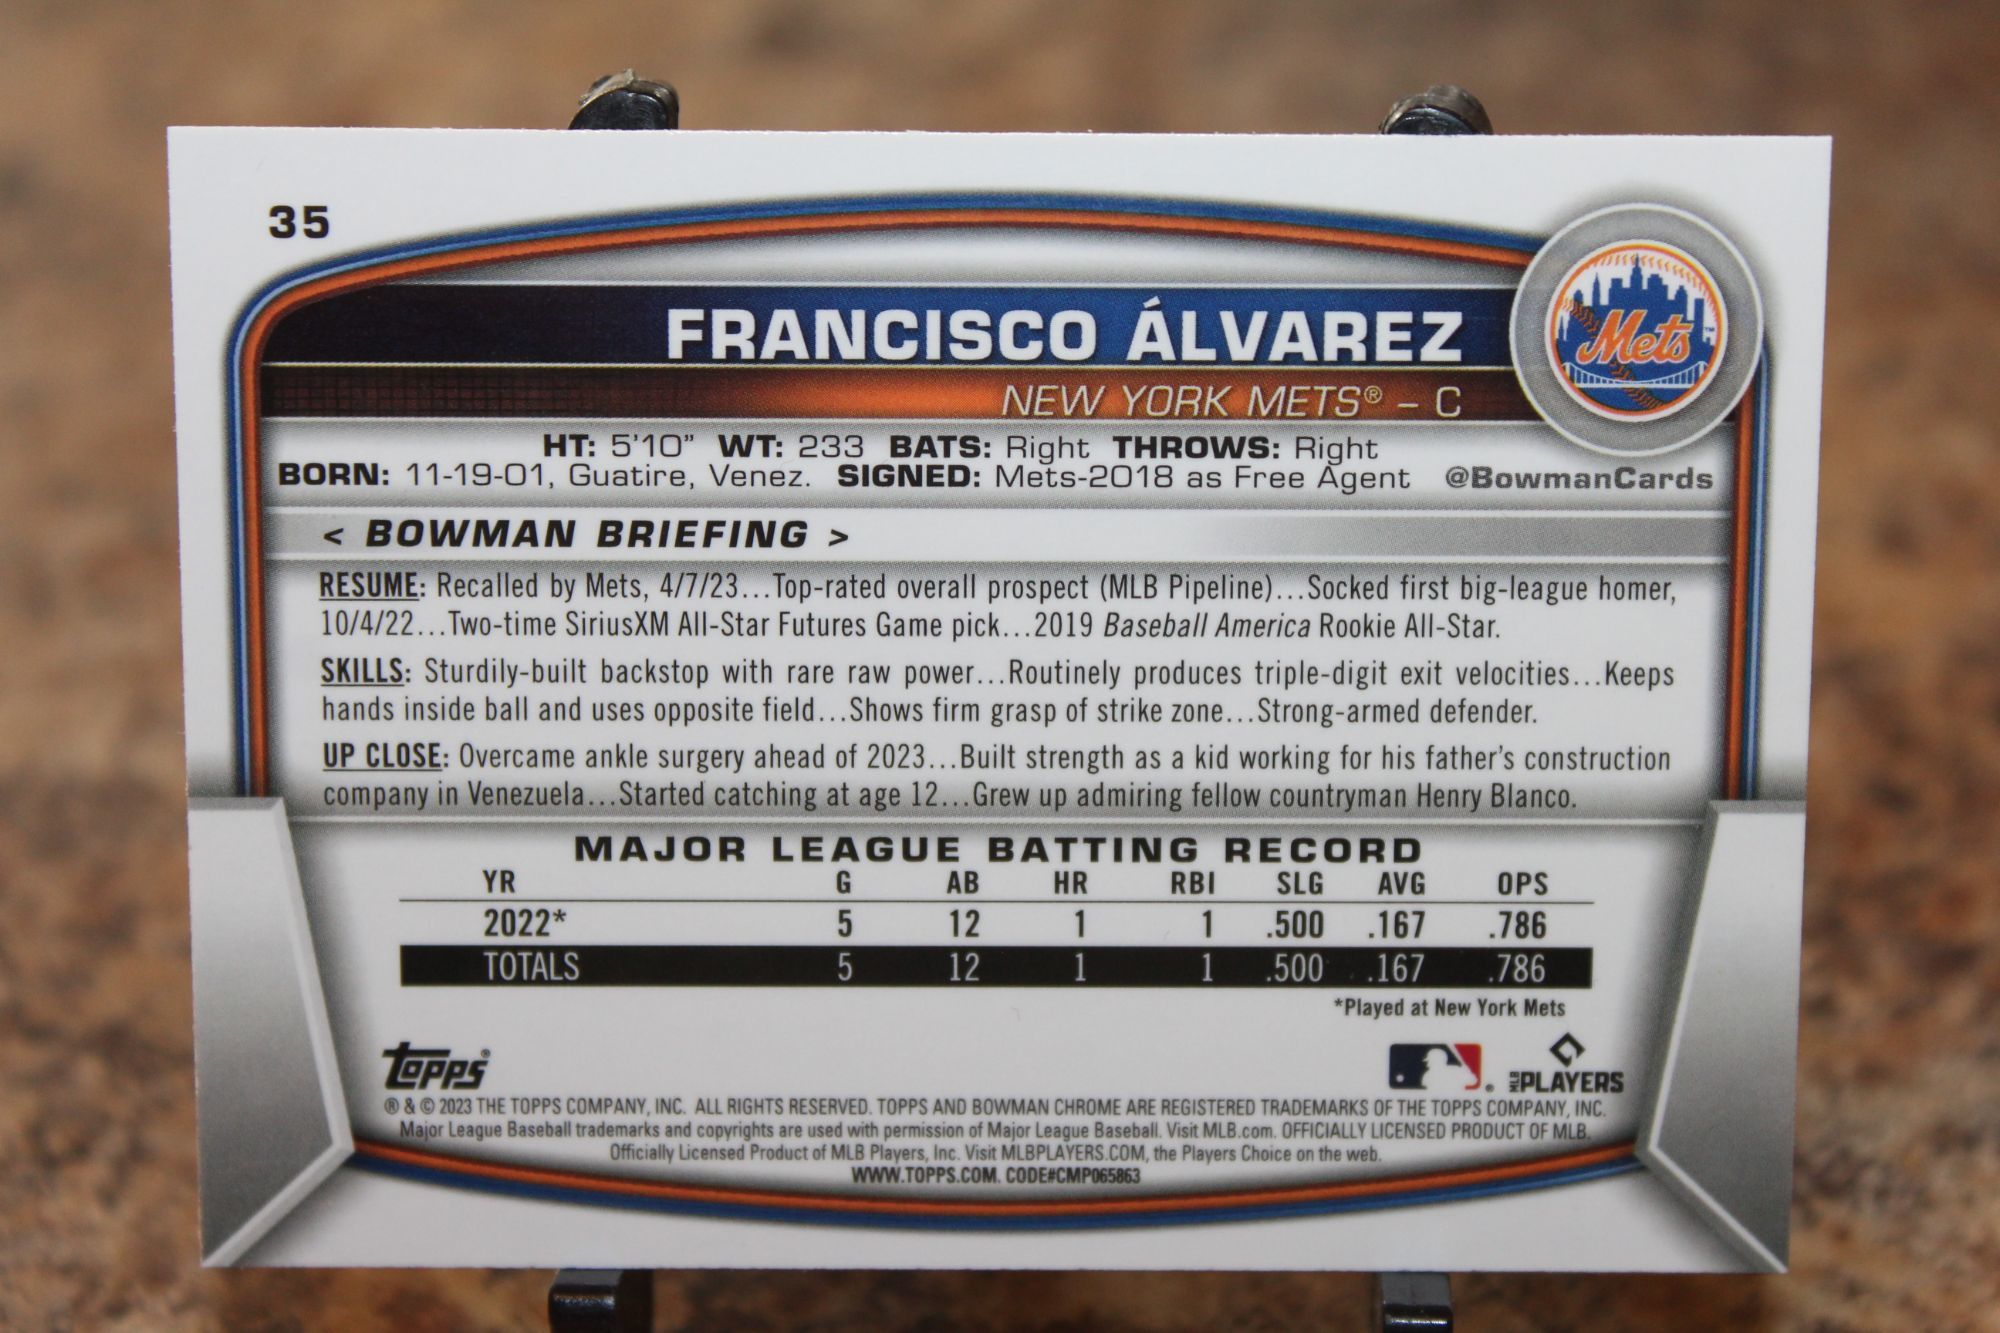 35
FRANCISCO ÁLVAREZ
Mets™
NEW YORK METS® – C
HT: 5'10" WT: 233 BATS: Right THROWS: Right
BORN: 11-19-01, Guatire, Venez. SIGNED: Mets-2018 as Free Agent @BowmanCards
< BOWMAN BRIEFING >
RESUME: Recalled by Mets, 4/7/23...Top-rated overall prospect (MLB Pipeline)...Socked first big-league homer,
10/4/22...Two-time SiriusXM All-Star Futures Game pick...2019 Baseball America Rookie All-Star.
SKILLS: Sturdily-built backstop with rare raw power...Routinely produces triple-digit exit velocities...Keeps
hands inside ball and uses opposite field...Shows firm grasp of strike zone...Strong-armed defender.
UP CLOSE: Overcame ankle surgery ahead of 2023...Built strength as a kid working for his father's construction
company in Venezuela...Started catching at age 12...Grew up admiring fellow countryman Henry Blanco.
MAJOR LEAGUE BATTING RECORD
YR G AB HR RBI SLG AVG OPS
2022* 5 12 1 1 .500 .167 .786
TOTALS 5 12 1 1 .500 .167 .786
*Played at New York Mets
Topps® MLB PLAYERS
® & © 2023 THE TOPPS COMPANY, INC. ALL RIGHTS RESERVED. TOPPS AND BOWMAN CHROME ARE REGISTERED TRADEMARKS OF THE TOPPS COMPANY, INC.
Major League Baseball trademarks and copyrights are used with permission of Major League Baseball. Visit MLB.com. OFFICIALLY LICENSED PRODUCT OF MLB.
Officially Licensed Product of MLB Players, Inc. Visit MLBPLAYERS.COM, the Players Choice on the web.
WWW.TOPPS.COM. CODE#CMP065863